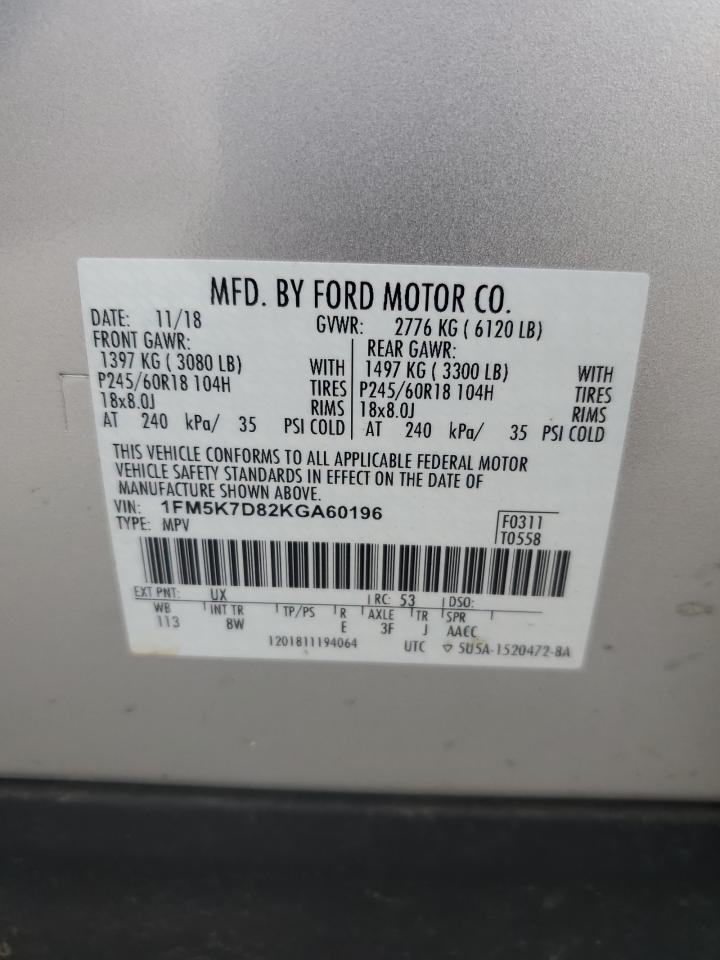 MFD. BY FORD MOTOR CO.
DATE: 11/18 GVWR: 2776 KG ( 6120 LB)
FRONT GAWR: REAR GAWR:
1397 KG ( 3080 LB) WITH 1497 KG ( 3300 LB) WITH
P245/60R18 104H TIRES P245/60R18 104H TIRES
18x8.0J RIMS 18x8.0J RIMS
AT 240 kPa/ 35 PSI COLD AT 240 kPa/ 35 PSI COLD
THIS VEHICLE CONFORMS TO ALL APPLICABLE FEDERAL MOTOR
VEHICLE SAFETY STANDARDS IN EFFECT ON THE DATE OF
MANUFACTURE SHOWN ABOVE.
VIN: 1FM5K7D82KGA60196 F0311
TYPE: MPV T0558
EXT PNT: UX RC: 53 DSO:
WB INT TR TP/PS R AXLE TR SPR
113 8W E 3F J AACC
1201811194064 UTC ▽ 5U5A-1520472-8A